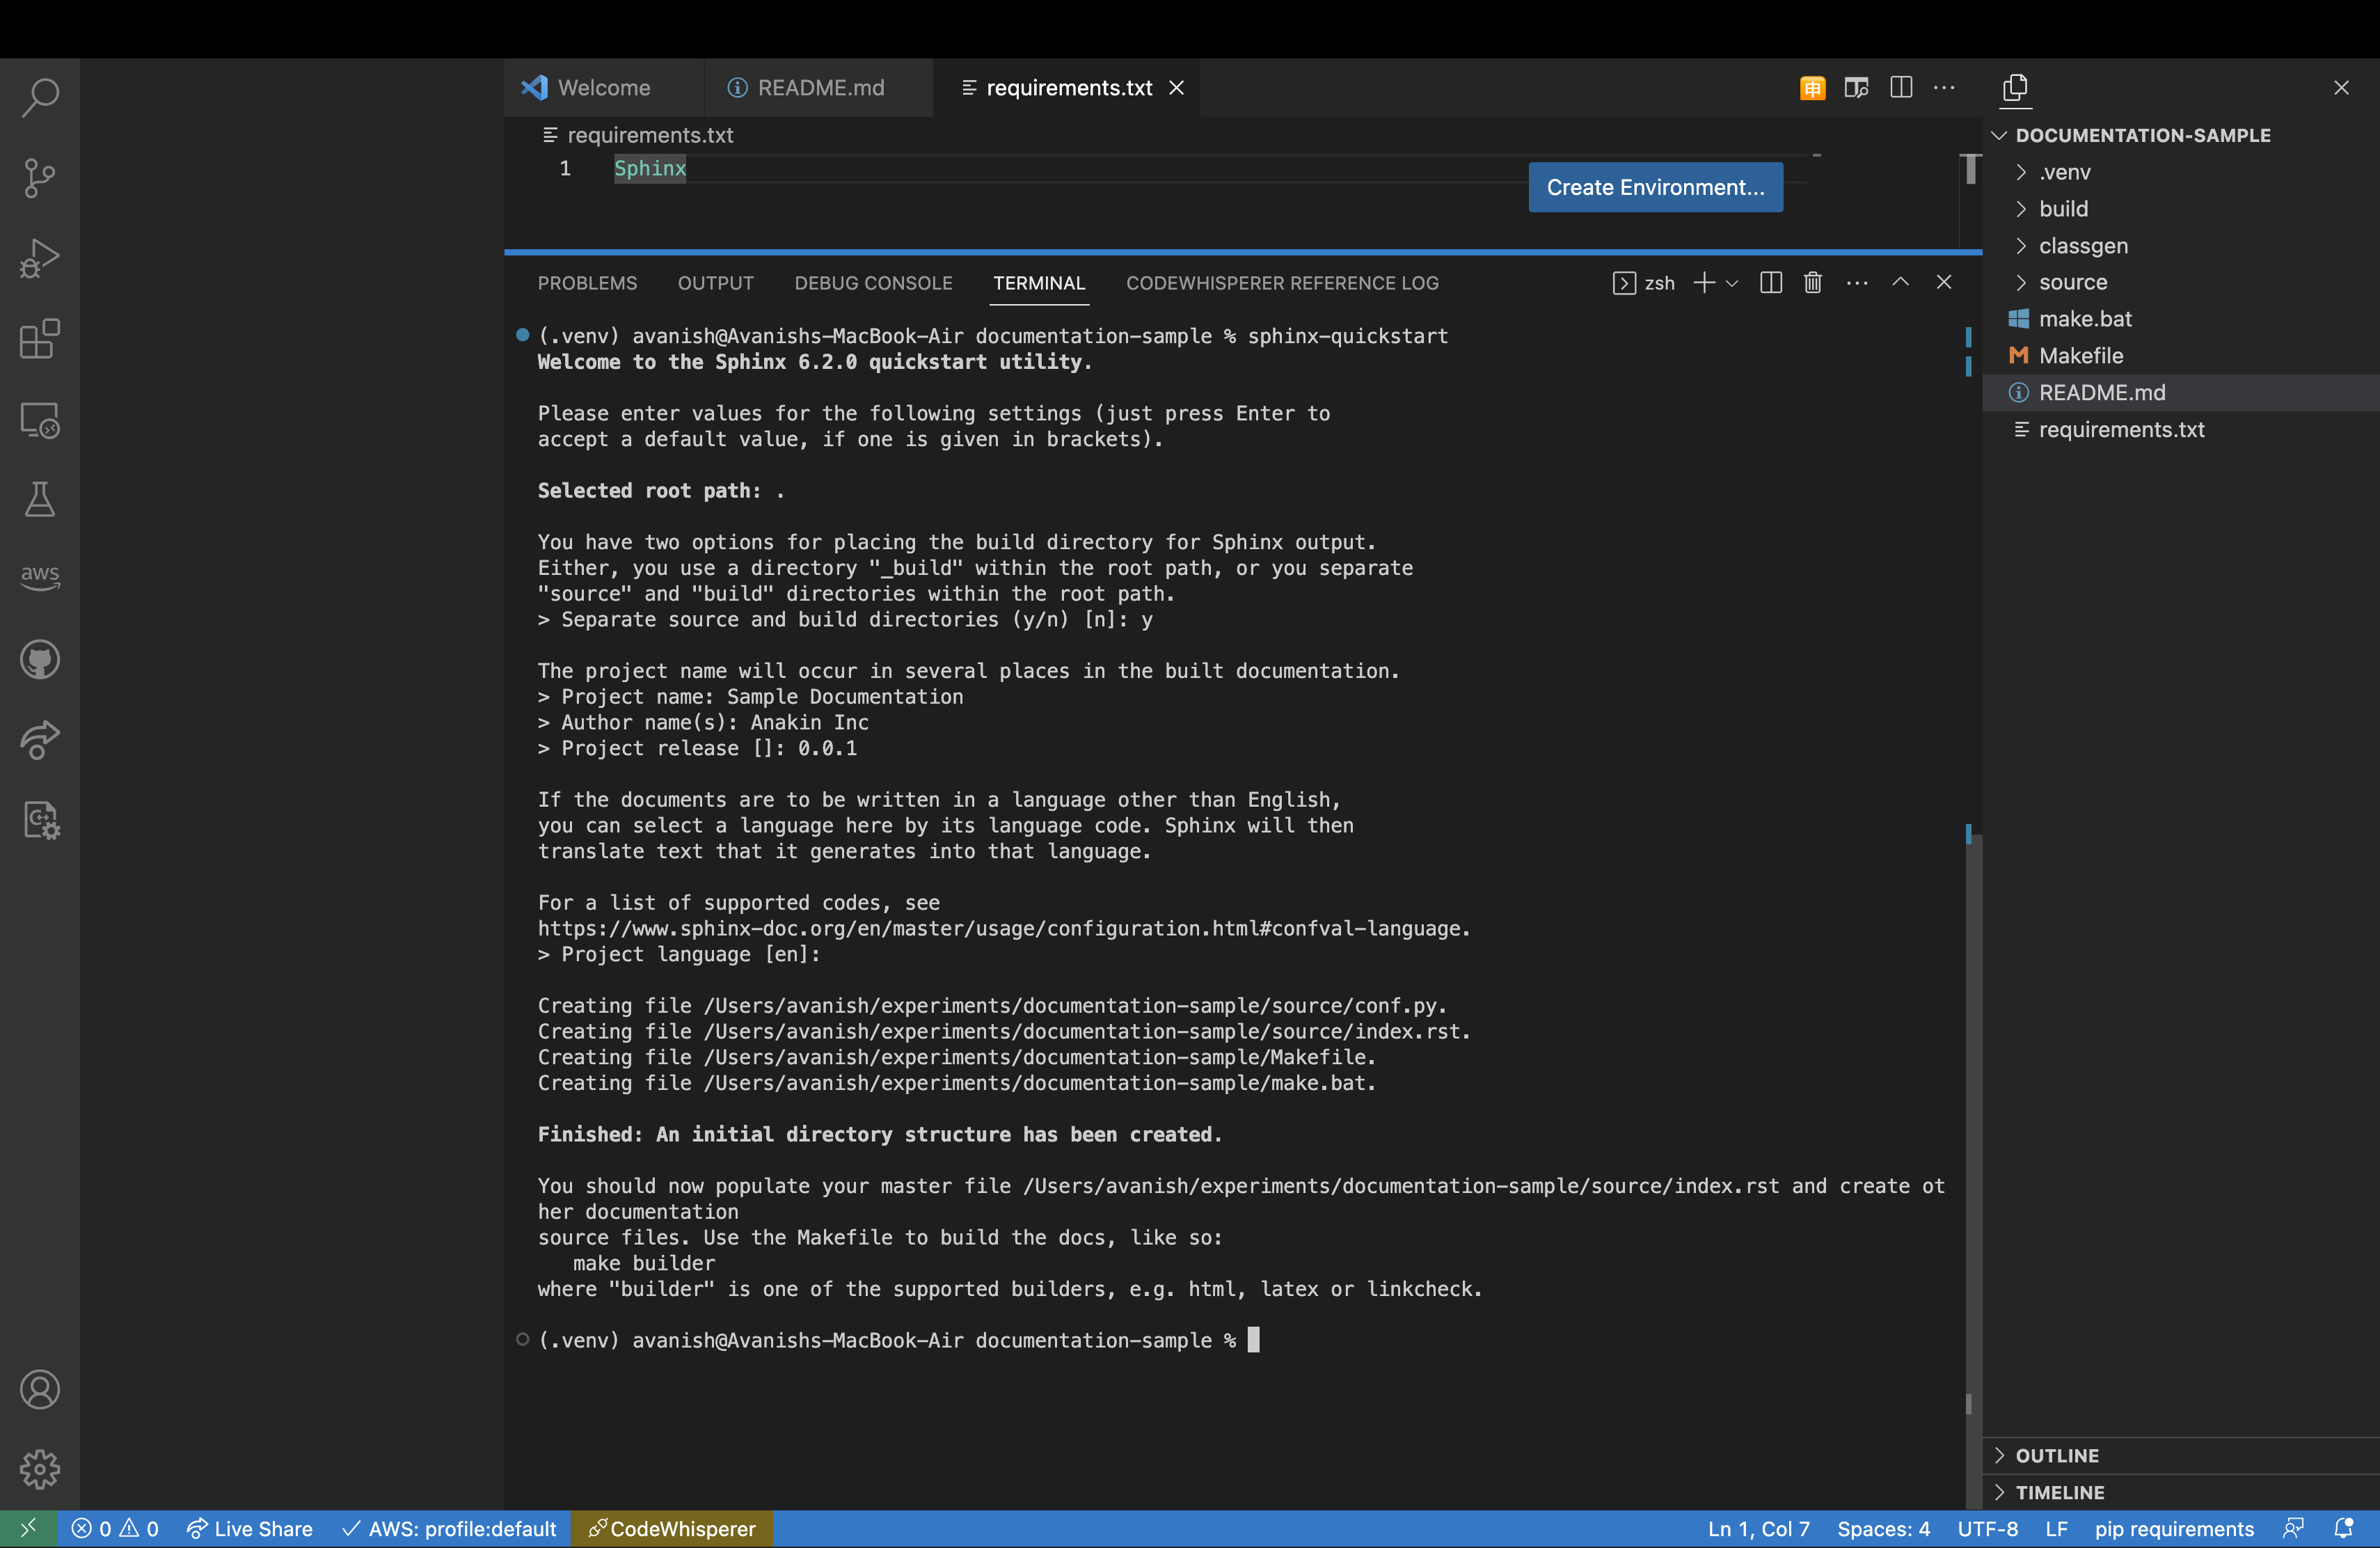 Welcome
README.md
requirements.txt
requirements.txt
1 Sphinx
Create Environment...
PROBLEMS OUTPUT DEBUG CONSOLE TERMINAL CODEWHISPERER REFERENCE LOG
zsh
(.venv) avanish@Avanishs-MacBook-Air documentation-sample % sphinx-quickstart
Welcome to the Sphinx 6.2.0 quickstart utility.
Please enter values for the following settings (just press Enter to
accept a default value, if one is given in brackets).
Selected root path: .
You have two options for placing the build directory for Sphinx output.
Either, you use a directory "_build" within the root path, or you separate
"source" and "build" directories within the root path.
> Separate source and build directories (y/n) [n]: y
The project name will occur in several places in the built documentation.
> Project name: Sample Documentation
> Author name(s): Anakin Inc
> Project release []: 0.0.1
If the documents are to be written in a language other than English,
you can select a language here by its language code. Sphinx will then
translate text that it generates into that language.
For a list of supported codes, see
https://www.sphinx-doc.org/en/master/usage/configuration.html#confval-language.
> Project language [en]:
Creating file /Users/avanish/experiments/documentation-sample/source/conf.py.
Creating file /Users/avanish/experiments/documentation-sample/source/index.rst.
Creating file /Users/avanish/experiments/documentation-sample/Makefile.
Creating file /Users/avanish/experiments/documentation-sample/make.bat.
Finished: An initial directory structure has been created.
You should now populate your master file /Users/avanish/experiments/documentation-sample/source/index.rst and create ot
her documentation
source files. Use the Makefile to build the docs, like so:
make builder
where "builder" is one of the supported builders, e.g. html, latex or linkcheck.
(.venv) avanish@Avanishs-MacBook-Air documentation-sample %
DOCUMENTATION-SAMPLE
.venv
build
classgen
source
make.bat
M Makefile
README.md
requirements.txt
OUTLINE
TIMELINE
aws
C++
0 0 Live Share AWS: profile:default CodeWhisperer
Ln 1, Col 7 Spaces: 4 UTF-8 LF pip requirements